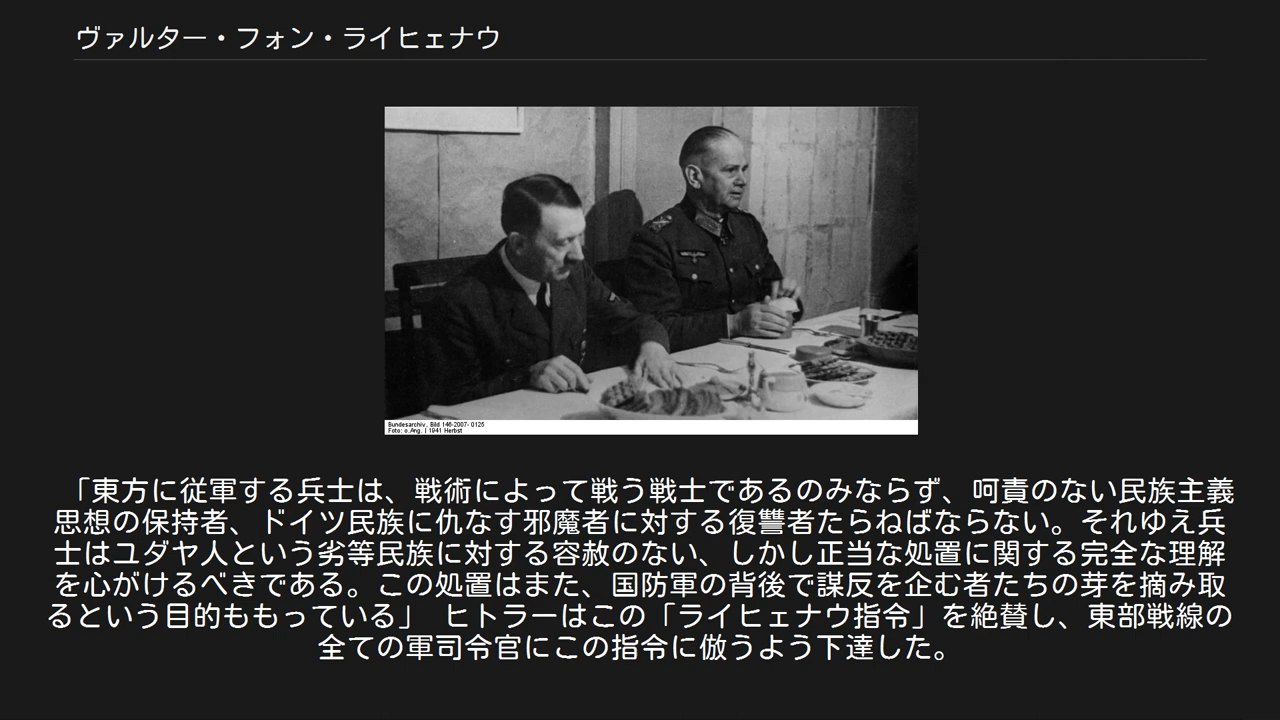 ヴァルター・フォン・ライヒェナウ
Bundesarchiv, Bild 146-2007-0125
Foto: o.Ang. | 1941 Herbst
「東方に従軍する兵士は、戦術によって戦う戦士であるのみならず、呵責のない民族主義
思想の保持者、ドイツ民族に仇なす邪魔者に対する復讐者たらねばならない。それゆえ兵
士はユダヤ人という劣等民族に対する容赦のない、しかし正当な処置に関する完全な理解
を心がけるべきである。この処置はまた、国防軍の背後で謀反を企む者たちの芽を摘み取
るという目的ももっている」 ヒトラーはこの「ライヒェナウ指令」を絶賛し、東部戦線の
全ての軍司令官にこの指令に倣うよう下達した。